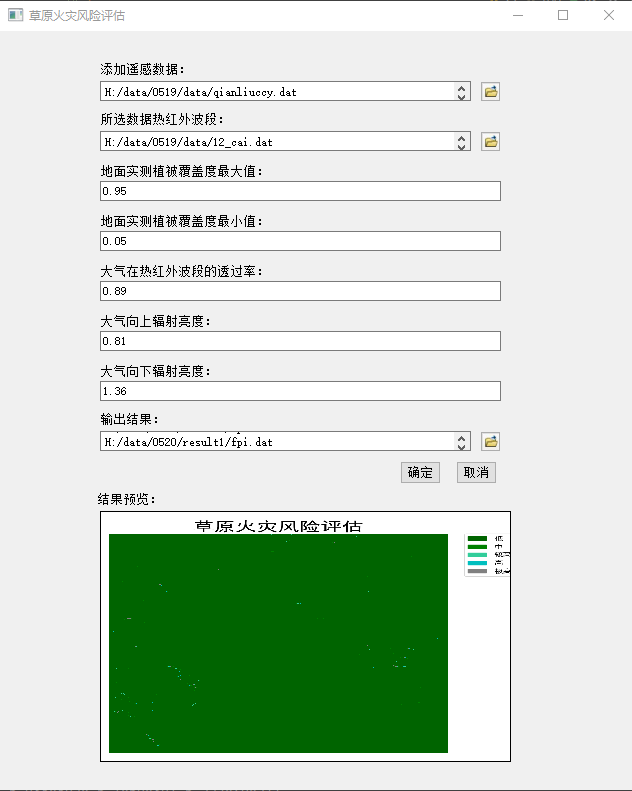 草原火灾风险评估
添加遥感数据：
H:/data/0519/data/qianliuccy.dat
所选数据热红外波段：
H:/data/0519/data/12_cai.dat
地面实测植被覆盖度最大值：
0.95
地面实测植被覆盖度最小值：
0.05
大气在热红外波段的透过率：
0.89
大气向上辐射亮度：
0.81
大气向下辐射亮度：
1.36
输出结果：
H:/data/0520/result1/fpi.dat
确定 取消
结果预览：
草原火灾风险评估
低
中
高